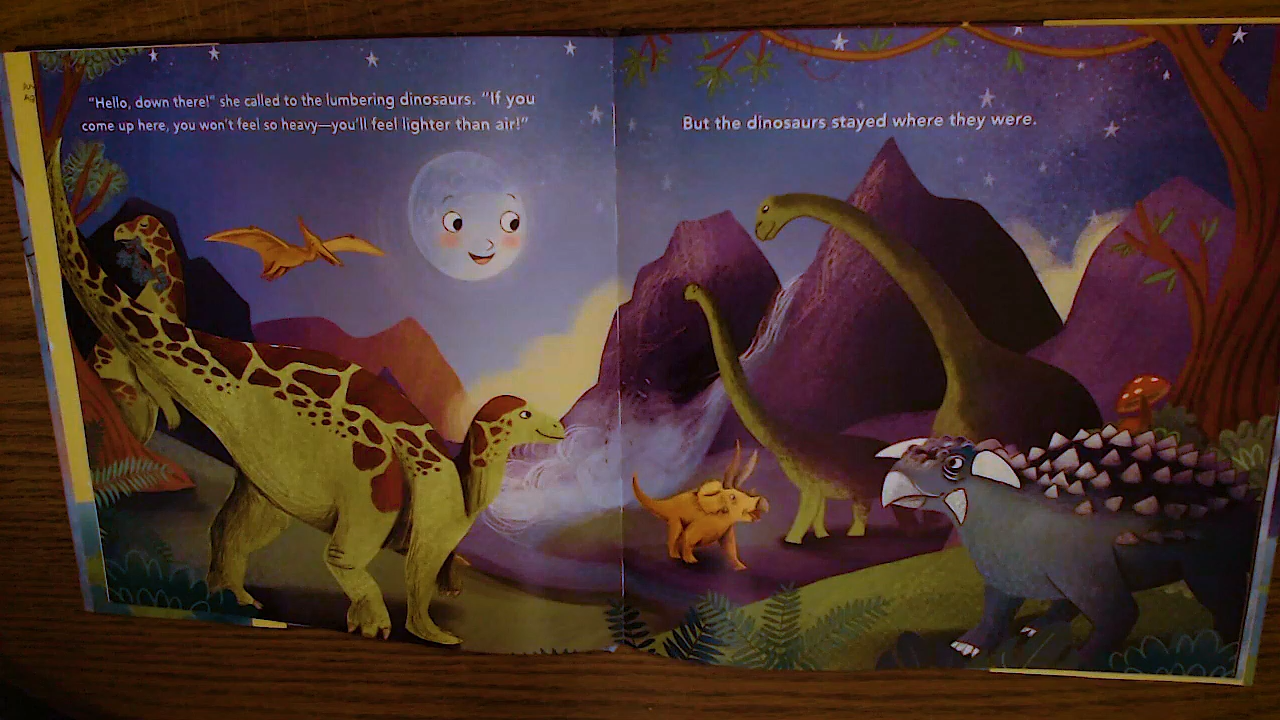 "Hello, down there!" she called to the lumbering dinosaurs. "If you
come up here, you won't feel so heavy—you'll feel lighter than air!"
But the dinosaurs stayed where they were.